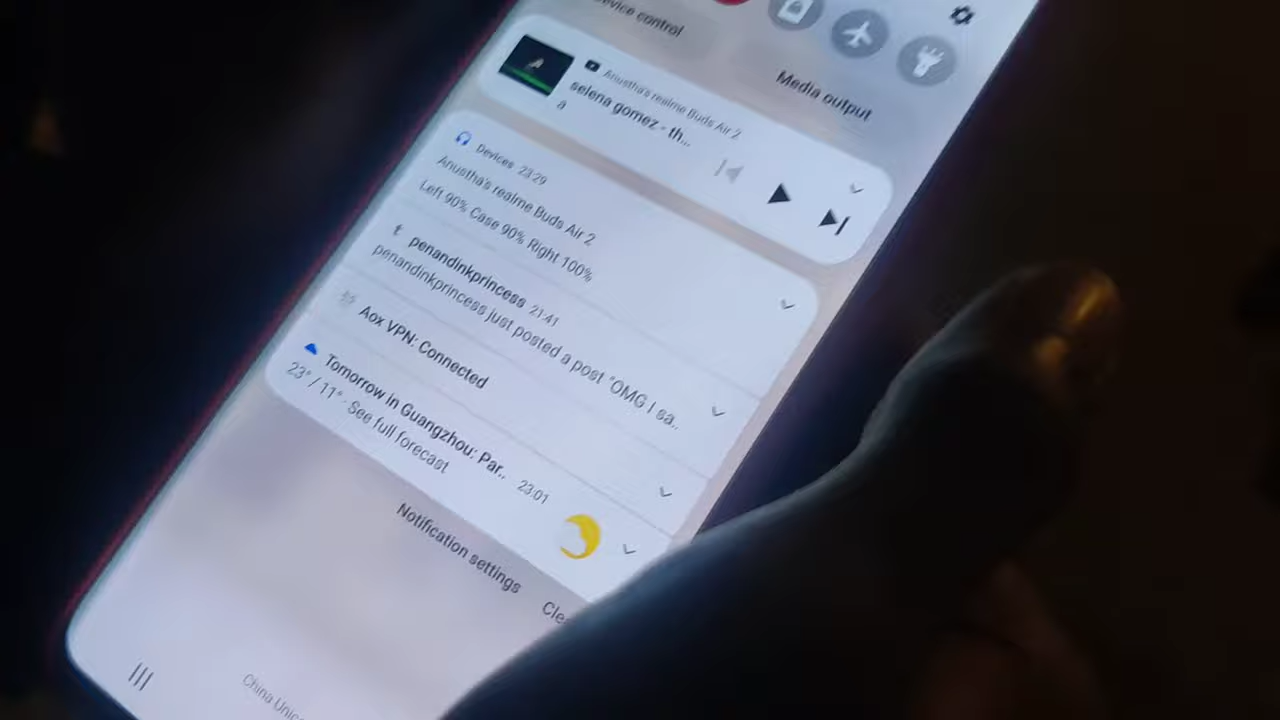 evice control
Media output
Anustha's realme Buds Air 2
selena gomez - th...
a
Devices 23:29
Anustha's realme Buds Air 2
Left 90% Case 90% Right 100%
t penandinkprincess 21:41
penandinkprincess just posted a post "OMG I sa..
Aox VPN: Connected
Tomorrow in Guangzhou: Par.. 23:01
23° / 11° · See full forecast
Notification settings
Cle
China Unic